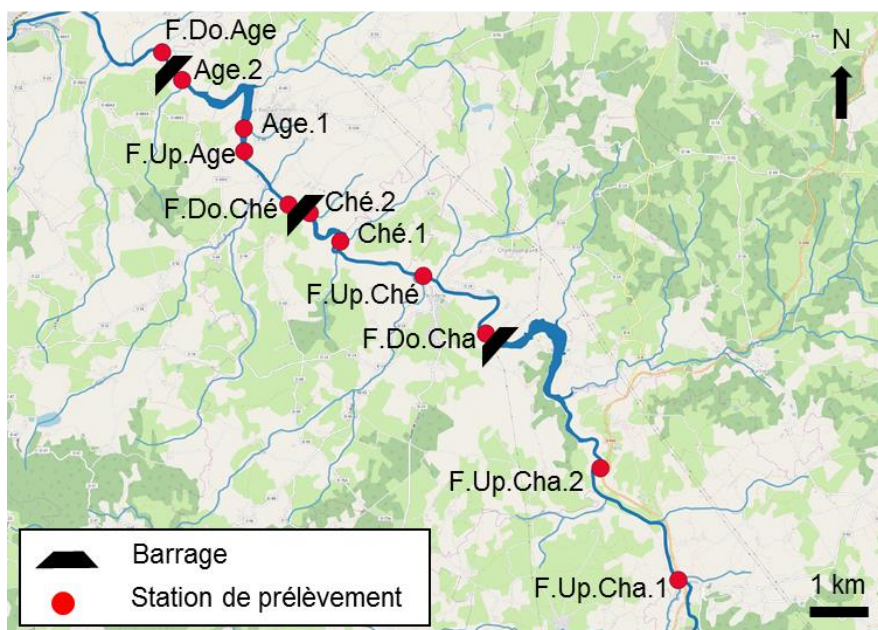 F.Do.Age
N
Age.2
Age.1
F.Up.Age
F.Do.Ché
Ché.2
Ché.1
F.Up.Ché
F.Do.Cha
F.Up.Cha.2
F.Up.Cha.1
Barrage
Station de prélèvement
1 km